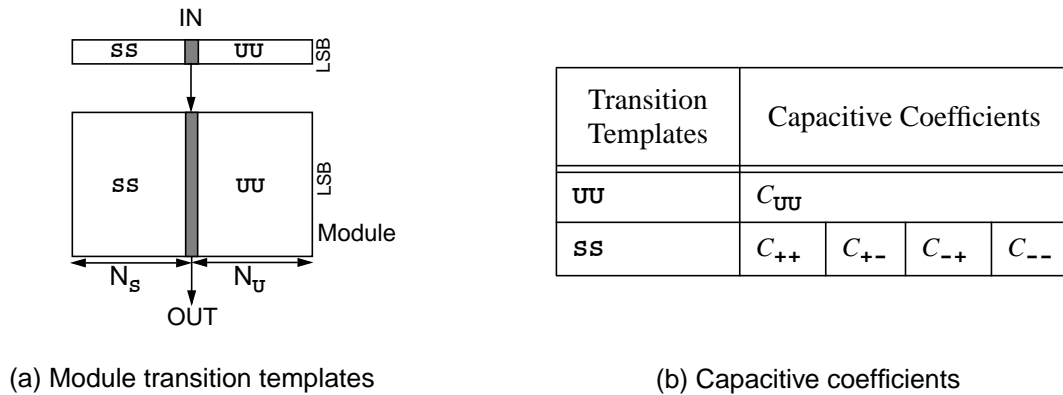 IN
SS UU LSB
SS UU LSB
Module
N_S N_U
OUT
(a) Module transition templates
Transition Templates Capacitive Coefficients
UU C_UU
SS C_++ C_+- C_-+ C_--
(b) Capacitive coefficients